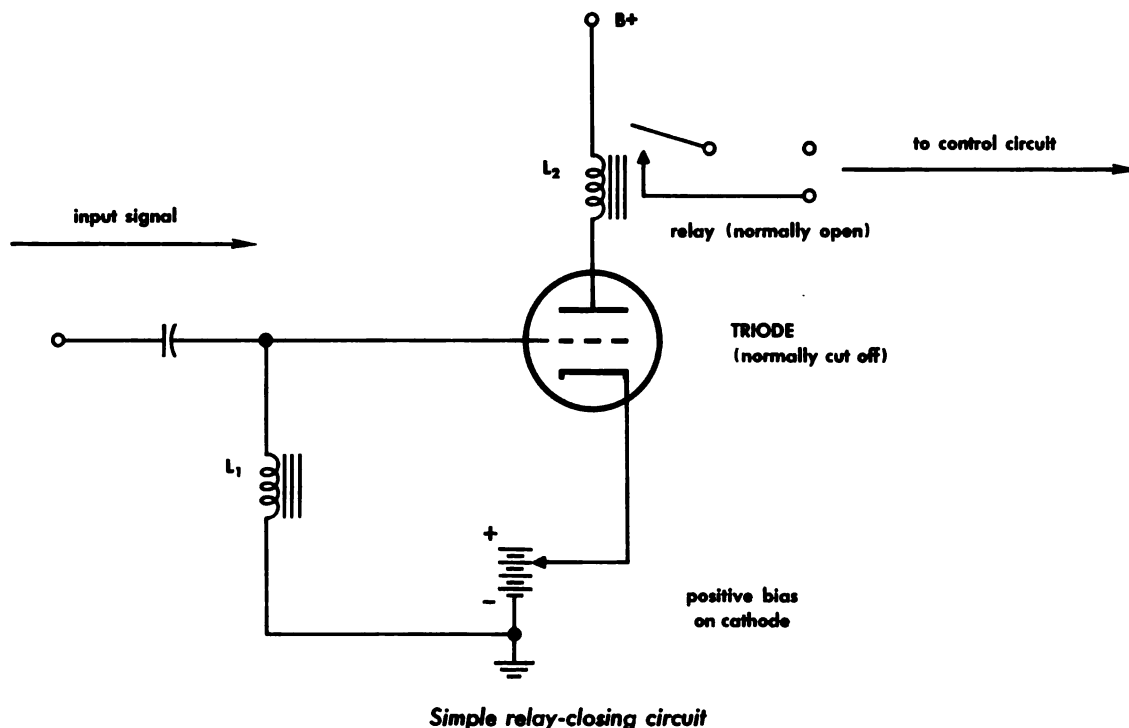 B+
to control circuit
L₂
input signal
relay (normally open)
TRIODE
(normally cut off)
L₁
+
−
positive bias
on cathode
Simple relay-closing circuit